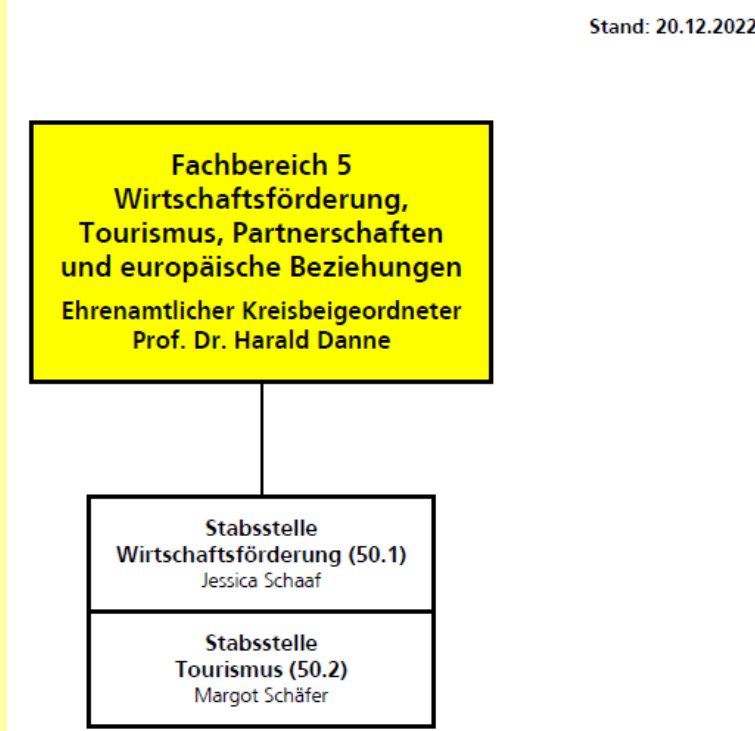 Stand: 20.12.2022
Fachbereich 5
Wirtschaftsförderung,
Tourismus, Partnerschaften
und europäische Beziehungen
Ehrenamtlicher Kreisbeigeordneter
Prof. Dr. Harald Danne
Stabsstelle
Wirtschaftsförderung (50.1)
Jessica Schaaf
Stabsstelle
Tourismus (50.2)
Margot Schäfer